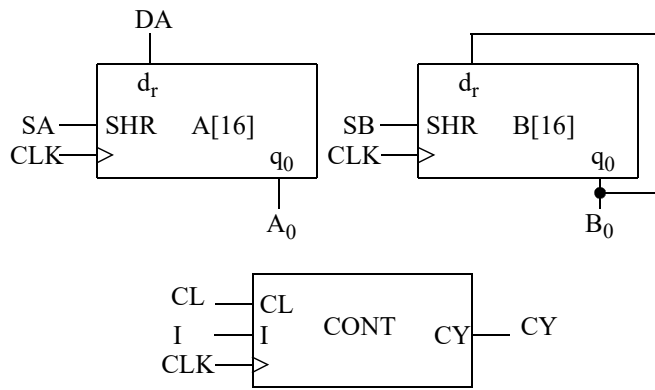 DA
d_r d_r
SA SHR A[16] SB SHR B[16]
CLK CLK
q_0 q_0
A_0 B_0
CL CL
I I CONT CY CY
CLK